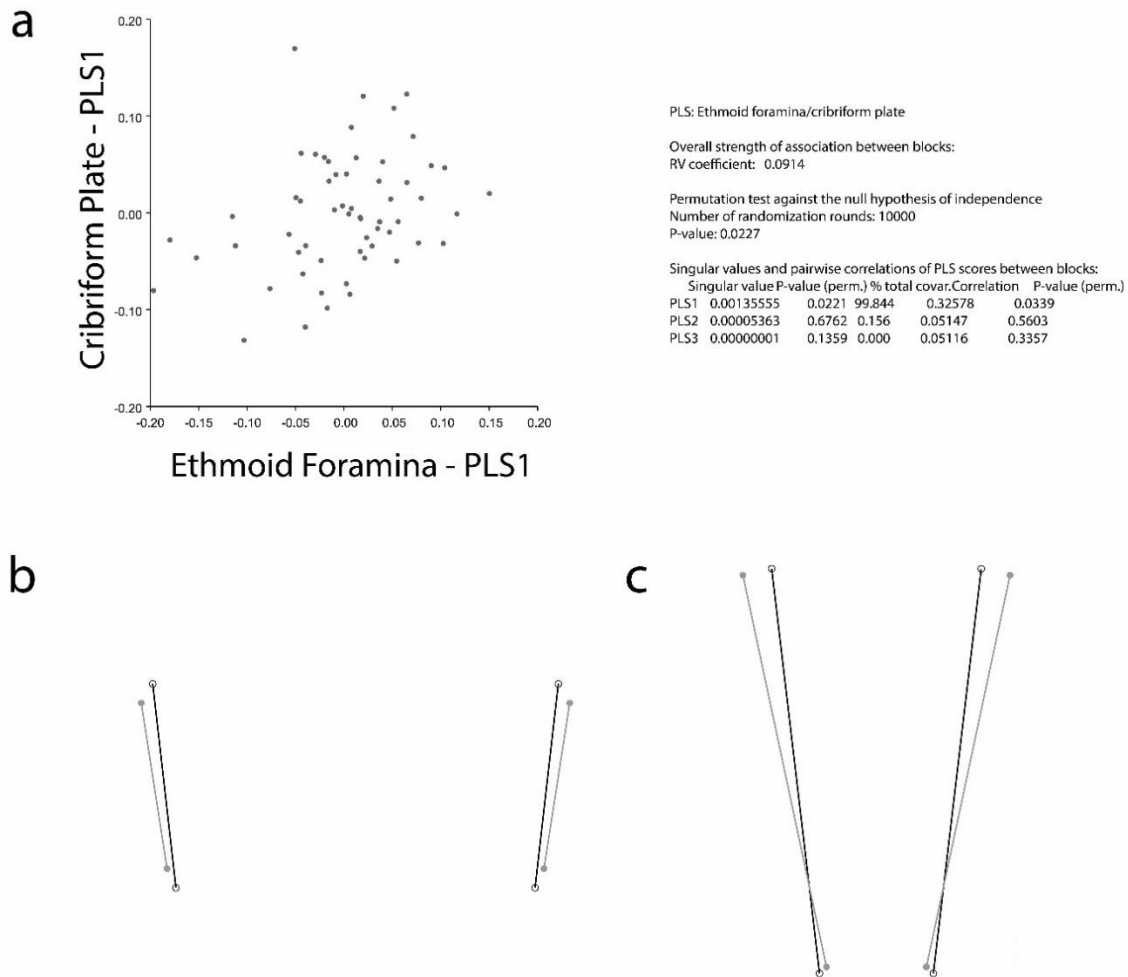 a
Cribriform Plate - PLS1
0.20
0.10
0.00
-0.10
-0.20
-0.20 -0.15 -0.10 -0.05 0.00 0.05 0.10 0.15 0.20
Ethmoid Foramina - PLS1
PLS: Ethmoid foramina/cribriform plate
Overall strength of association between blocks:
RV coefficient: 0.0914
Permutation test against the null hypothesis of independence
Number of randomization rounds: 10000
P-value: 0.0227
Singular values and pairwise correlations of PLS scores between blocks:
Singular value P-value (perm.) % total covar. Correlation P-value (perm.)
PLS1 0.00135555 0.0221 99.844 0.32578 0.0339
PLS2 0.00005363 0.6762 0.156 0.05147 0.5603
PLS3 0.00000001 0.1359 0.000 0.05116 0.3357
b
c